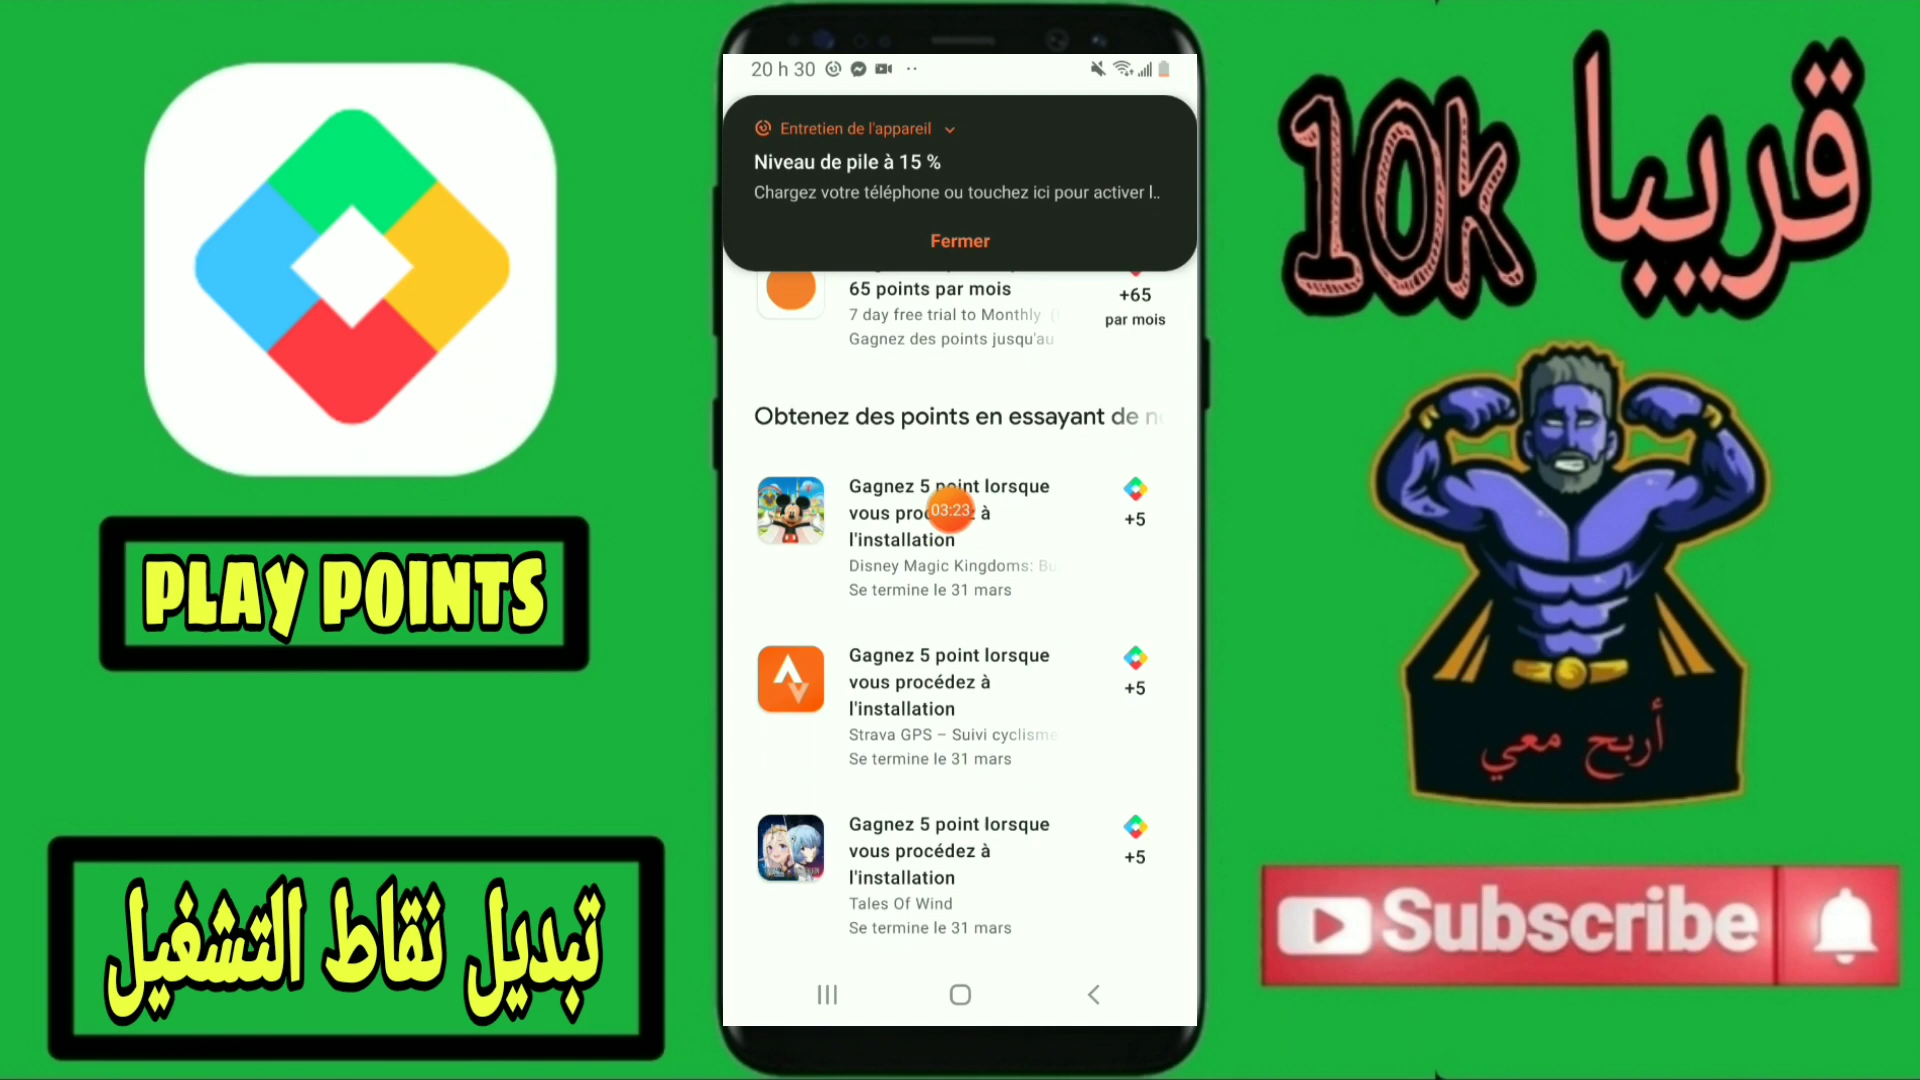 PLAY POINTS
تبديل نقاط التشغيل
20 h 30
Entretien de l'appareil
Niveau de pile à 15 %
Chargez votre téléphone ou touchez ici pour activer l..
Fermer
65 points par mois
7 day free trial to Monthly
Gagnez des points jusqu'au
+65
par mois
Obtenez des points en essayant de
Gagnez 5 point lorsque
vous à
l'installation
Disney Magic Kingdoms:
Se termine le 31 mars
+5
03:23
Gagnez 5 point lorsque
vous procédez à
l'installation
Strava GPS – Suivi cyclisme
Se termine le 31 mars
+5
Gagnez 5 point lorsque
vous procédez à
l'installation
Tales Of Wind
Se termine le 31 mars
+5
قريبا 10k
أربح معي
Subscribe